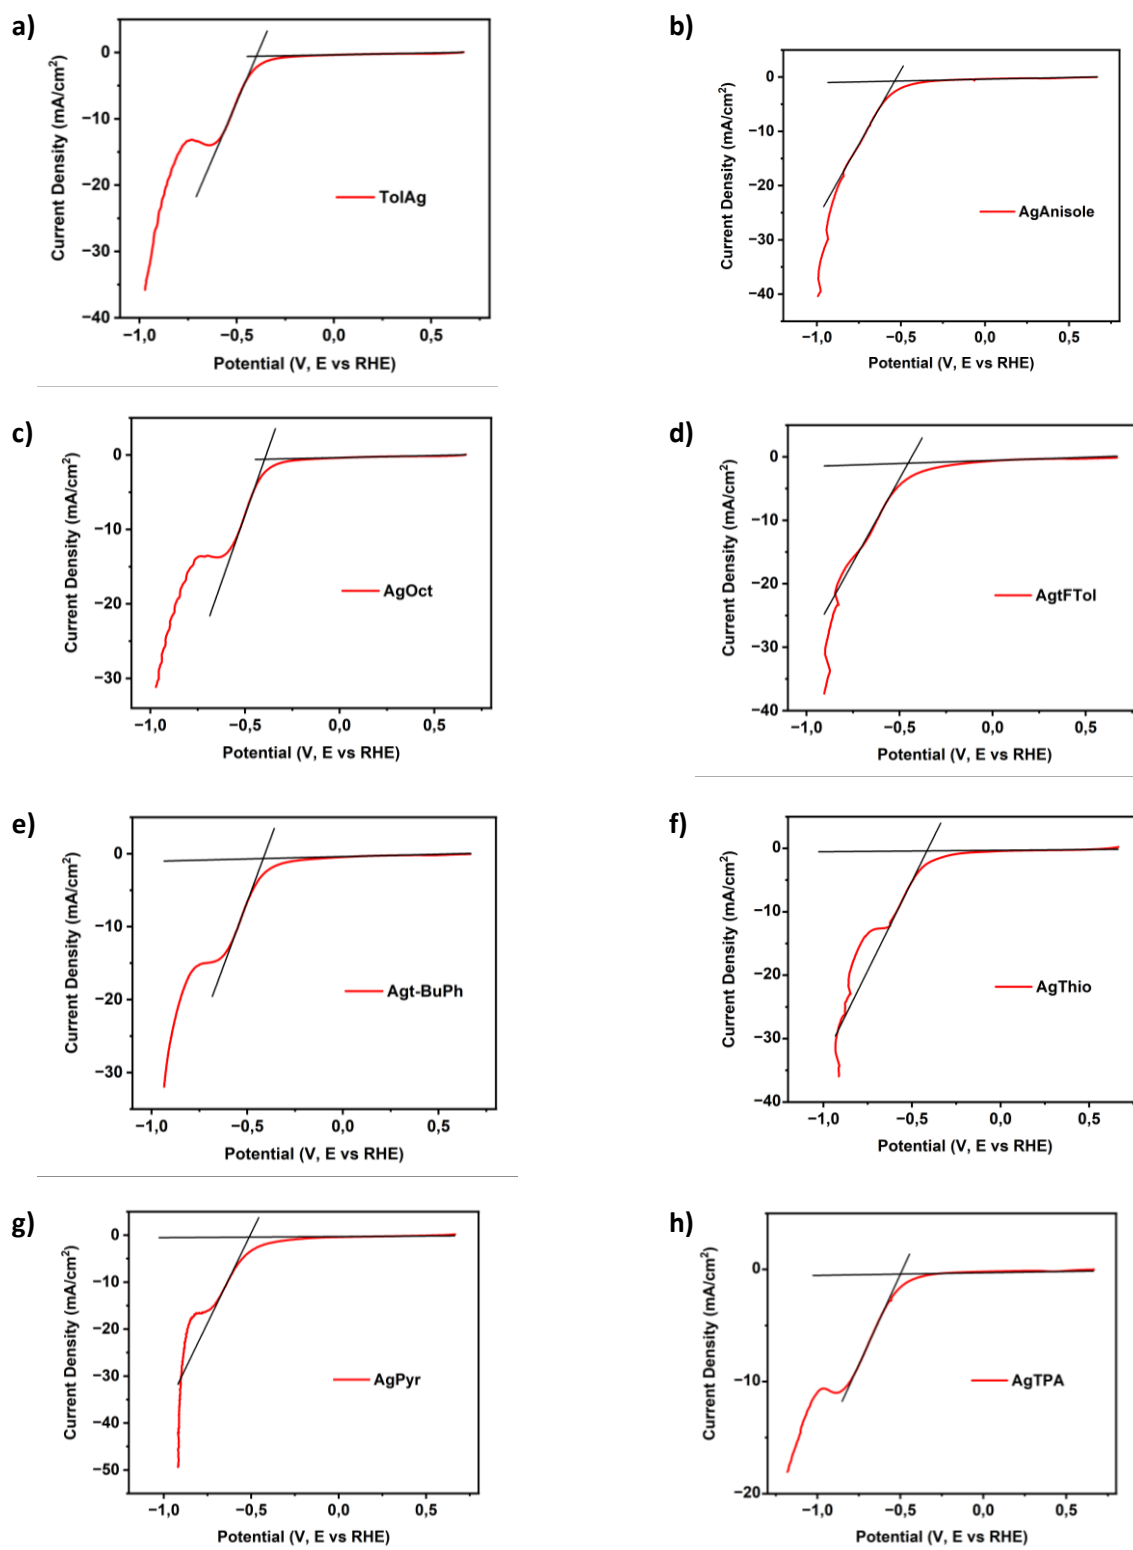 a)
Current Density (mA/cm²)
0
−10
−20
−30
−40
TolAg
−1,0
−0,5
0,0
0,5
Potential (V, E vs RHE)
b)
Current Density (mA/cm²)
0
−10
−20
−30
−40
AgAnisole
−1,0
−0,5
0,0
0,5
Potential (V, E vs RHE)
c)
Current Density (mA/cm²)
0
−10
−20
−30
AgOct
−1,0
−0,5
0,0
0,5
Potential (V, E vs RHE)
d)
Current Density (mA/cm²)
0
−10
−20
−30
−40
AgtFTol
−1,0
−0,5
0,0
0,5
Potential (V, E vs RHE)
e)
Current Density (mA/cm²)
0
−10
−20
−30
Agt-BuPh
−1,0
−0,5
0,0
0,5
Potential (V, E vs RHE)
f)
Current Density (mA/cm²)
0
−10
−20
−30
−40
AgThio
−1,0
−0,5
0,0
0,5
Potential (V, E vs RHE)
g)
Current Density (mA/cm²)
0
−10
−20
−30
−40
−50
AgPyr
−1,0
−0,5
0,0
0,5
Potential (V, E vs RHE)
h)
Current Density (mA/cm²)
0
−10
−20
AgTPA
−1,0
−0,5
0,0
0,5
Potential (V, E vs RHE)